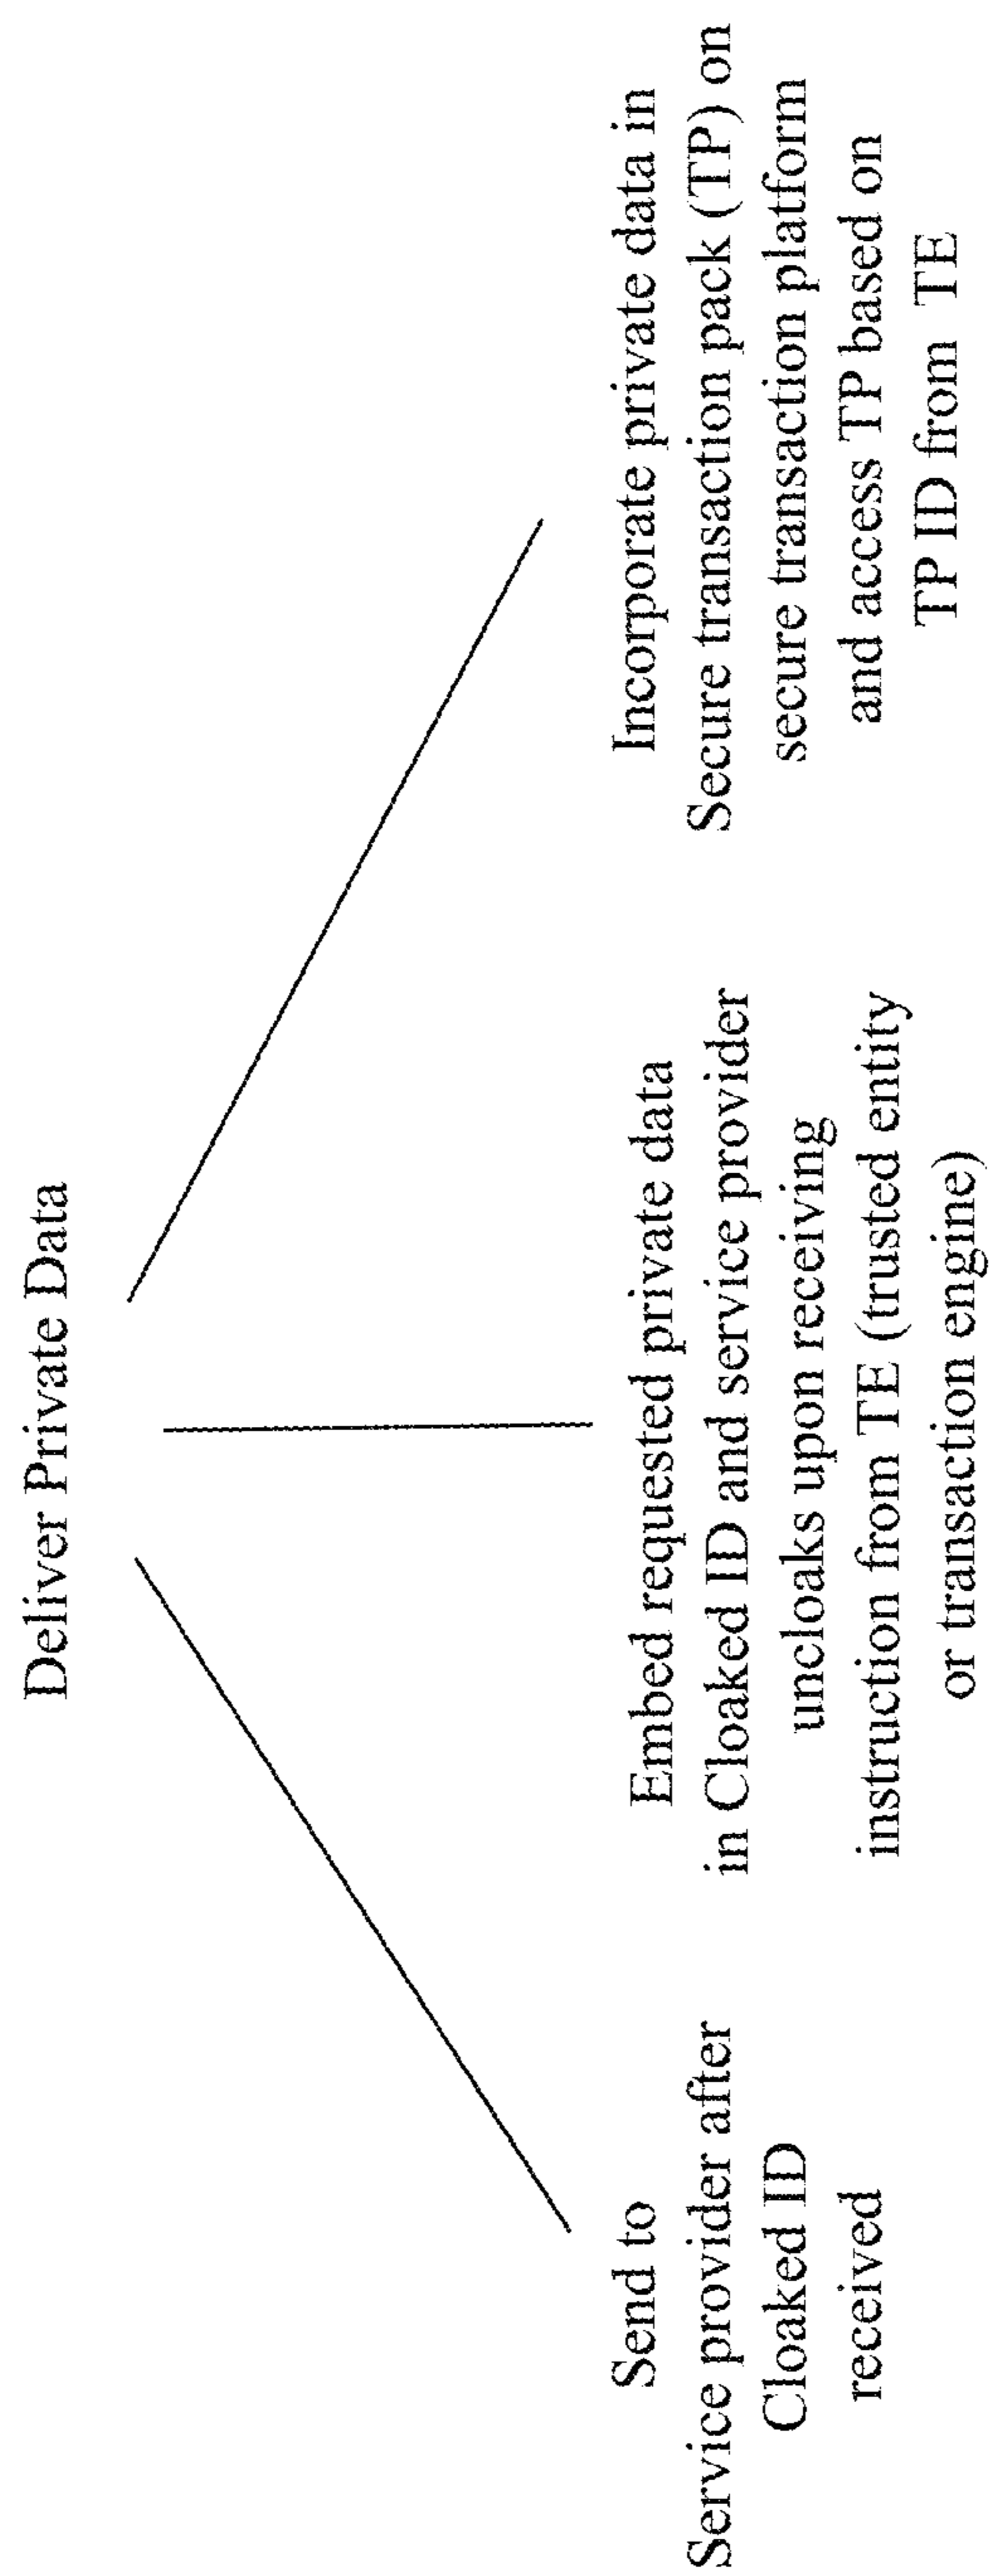 Deliver Private Data
Send to
Service provider after
Cloaked ID
received
Embed requested private data
in Cloaked ID and service provider
uncloaks upon receiving
instruction from TE (trusted entity
or transaction engine)
Incorporate private data in
Secure transaction pack (TP) on
secure transaction platform
and access TP based on
TP ID from TE